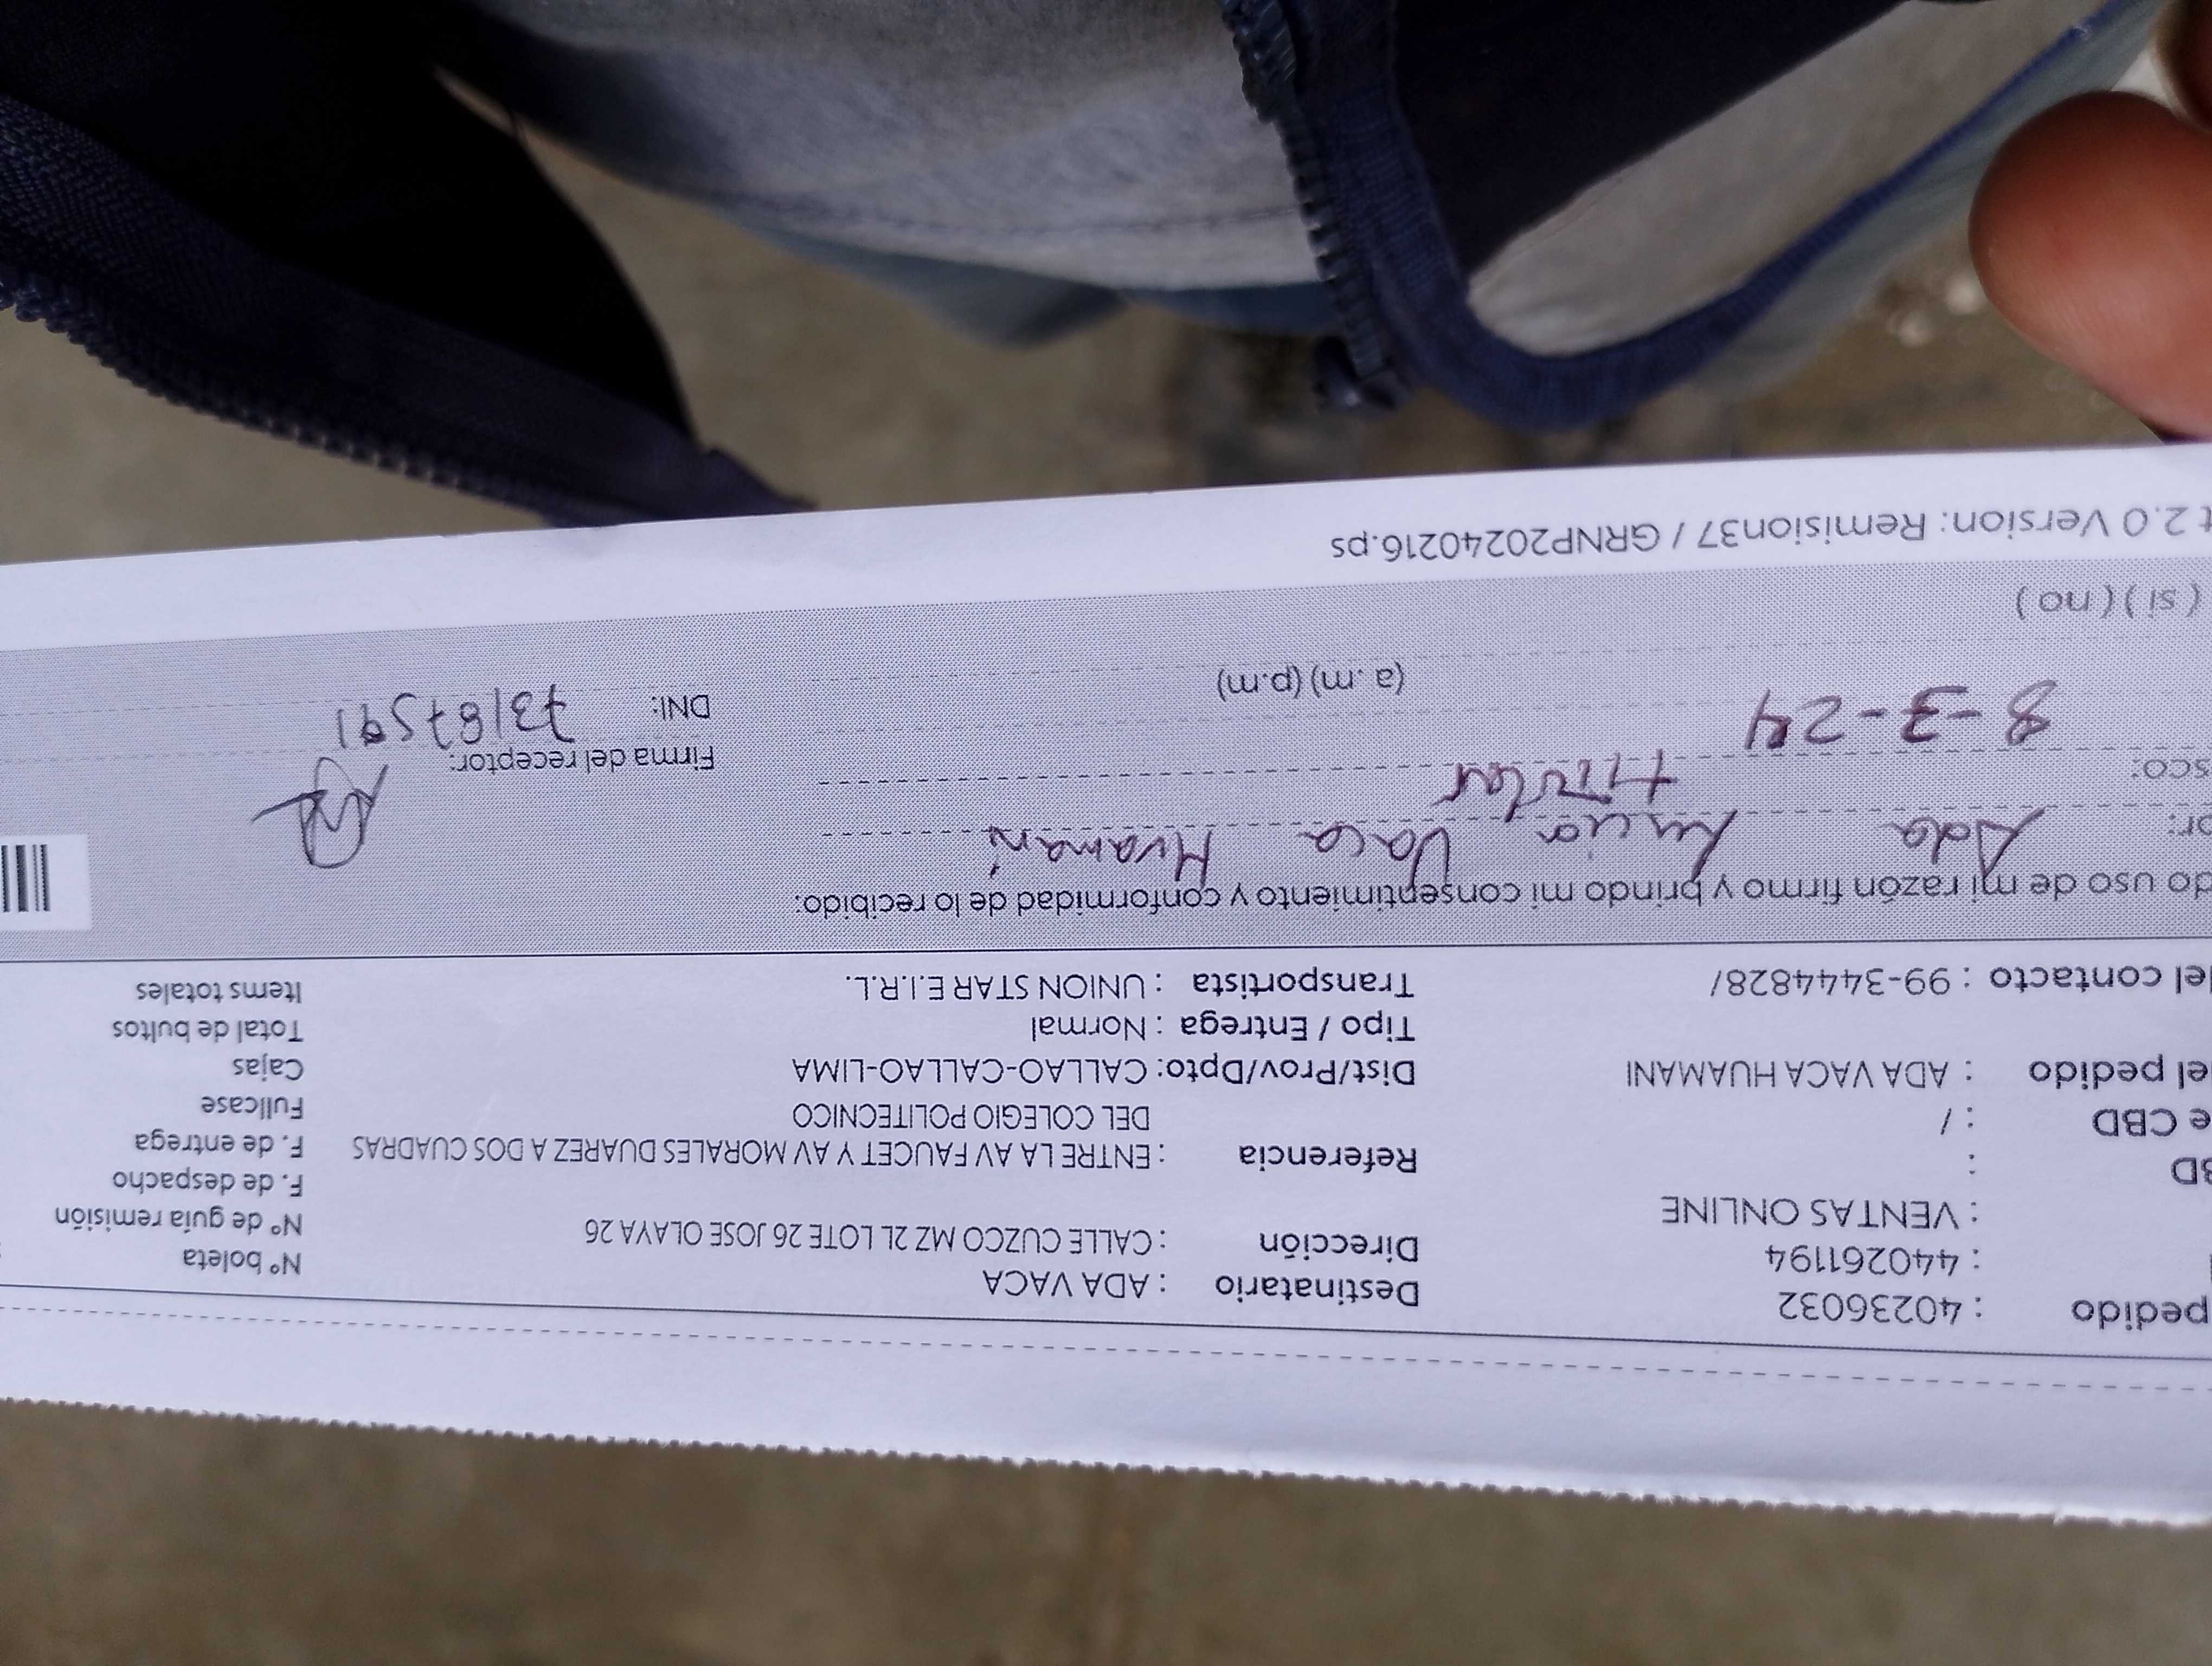 pedido : 40236032
: 440261194
: VENTAS ONLINE
BD :
e CBD : /
el pedido : ADA VACA HUAMANI
el contacto : 99-3444828/
Destinatario : ADA VACA
Dirección : CALLE CUZCO MZ 2L LOTE 26 JOSE OLAYA 26
Referencia : ENTRE LA AV FAUCET Y AV MORALES DUAREZ A DOS CUADRAS
DEL COLEGIO POLITECNICO
Dist/Prov/Dpto: CALLAO-CALLAO-LIMA
Tipo / Entrega : Normal
Transportista : UNION STAR E.I.R.L.
Nº boleta
Nº de guía remisión
F. de despacho
F. de entrega
Fullcase
Cajas
Total de bultos
Items totales
do uso de mi razón firmo y brindo mi consentimiento y conformidad de lo recibido:
or: Ada Lucia Vaca Huamaní
sco: titular
8-3-24 (a.m) (p.m)
Firma del receptor:
DNI: 73187591
(si) (no)
t 2.0 Version: Remision37 / GRNP20240216.ps